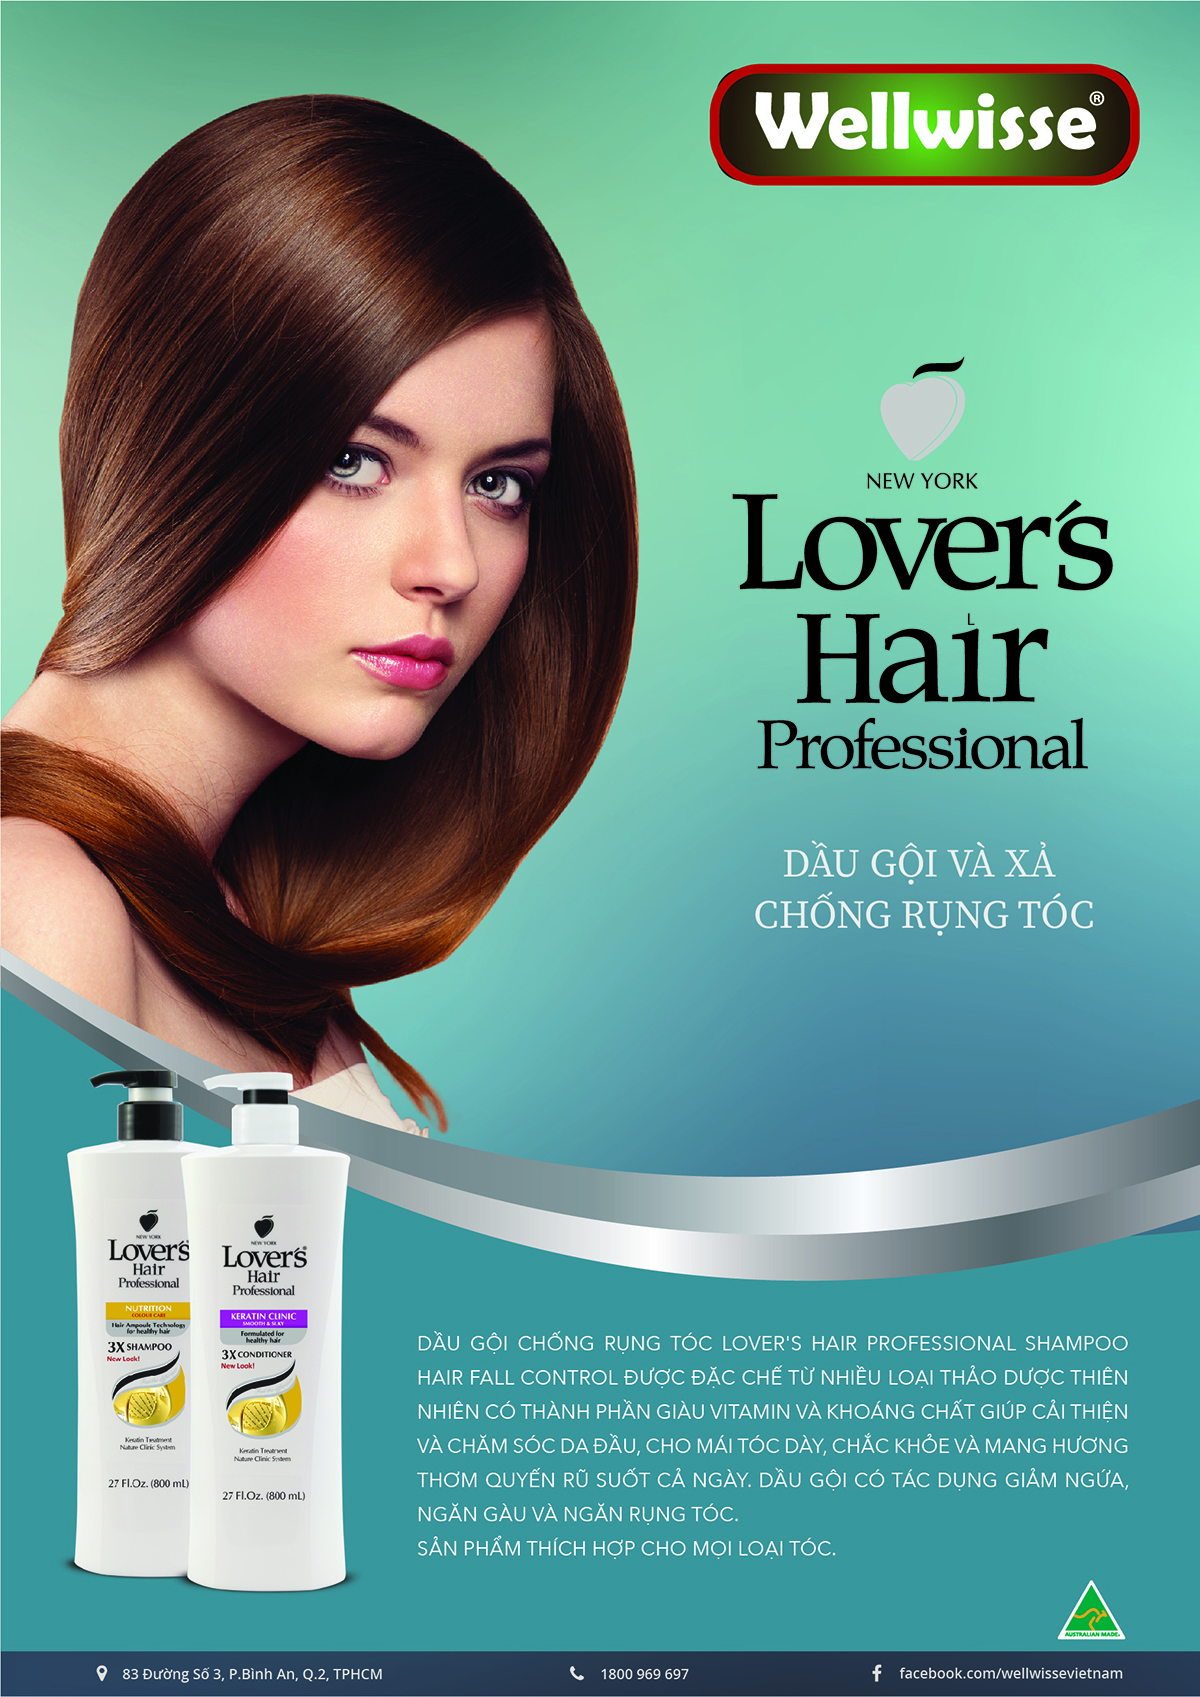 Wellwisse®
NEW YORK
Lover's
Hair
L
Professional
DẦU GỘI VÀ XẢ
CHỐNG RỤNG TÓC
NEW YORK
Lover's
Hair
Professional
NUTRITION
COLOUR CARE
Hair Ampoule Technology
for healthy hair
3X SHAMPOO
New Look!
Keratin Treatment
Nature Clinic System
27 Fl.Oz. (800 mL)
NEW YORK
Lover's
Hair
Professional
KERATIN CLINIC
SMOOTH & SILKY
Formulated for
healthy hair
3X CONDITIONER
New Look!
Keratin Treatment
Nature Clinic System
27 Fl.Oz. (800 mL)
DẦU GỘI CHỐNG RỤNG TÓC LOVER'S HAIR PROFESSIONAL SHAMPOO
HAIR FALL CONTROL ĐƯỢC ĐẶC CHẾ TỪ NHIỀU LOẠI THẢO DƯỢC THIÊN
NHIÊN CÓ THÀNH PHẦN GIÀU VITAMIN VÀ KHOÁNG CHẤT GIÚP CẢI THIỆN
VÀ CHĂM SÓC DA ĐẦU, CHO MÁI TÓC DÀY, CHẮC KHỎE VÀ MANG HƯƠNG
THƠM QUYẾN RŨ SUỐT CẢ NGÀY. DẦU GỘI CÓ TÁC DỤNG GIẢM NGỨA,
NGĂN GÀU VÀ NGĂN RỤNG TÓC.
SẢN PHẨM THÍCH HỢP CHO MỌI LOẠI TÓC.
AUSTRALIAN MADE
83 Đường Số 3, P.Bình An, Q.2, TPHCM
1800 969 697
facebook.com/wellwissevietnam